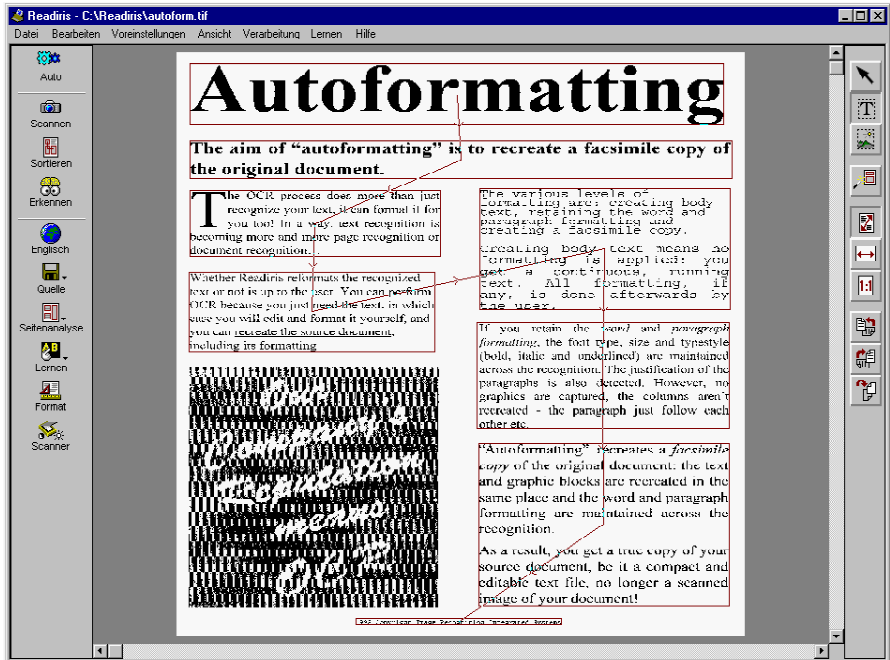 Readiris - C:\Readiris\autoform.tif
Datei Bearbeiten Voreinstellungen Ansicht Verarbeitung Lernen Hilfe
Auto
Scannen
Sortieren
Erkennen
Englisch
Quelle
Seitenanalyse
Lernen
Format
Scanner
Autoformatting
The aim of “autoformatting” is to recreate a facsimile copy of
the original document.
The OCR process does more than just
recognize your text, it can format it for
you too! In a way, text recognition is
becoming more and more page recognition or
document recognition...
Whether Readiris reformats the recognized
text or not is up to the user. You can perform
OCR because you just need the text, in which
case you will edit and format it yourself, and
you can recreate the source document,
including its formatting
The various levels of
formatting are: creating body
text, retaining the word and
paragraph formatting and
creating a facsimile copy.
Creating body text means no
formatting is applied: you
get a continuous, running
text. All formatting, if
any, is done afterwards by
the user.
If you retain the word and paragraph
formatting, the font type, size and typestyle
(bold, italic and underlined) are maintained
across the recognition. The justification of the
paragraphs is also detected. However, no
graphics are captured, the columns aren't
recreated - the paragraph just follow each
other etc.
“Autoformatting” recreates a facsimile
copy of the original document: the text
and graphic blocks are recreated in the
same place and the word and paragraph
formatting are maintained across the
recognition.
As a result, you get a true copy of your
source document, be it a compact and
editable text file, no longer a scanned
image of your document!
Image Recognition Integrated Systems
1:1